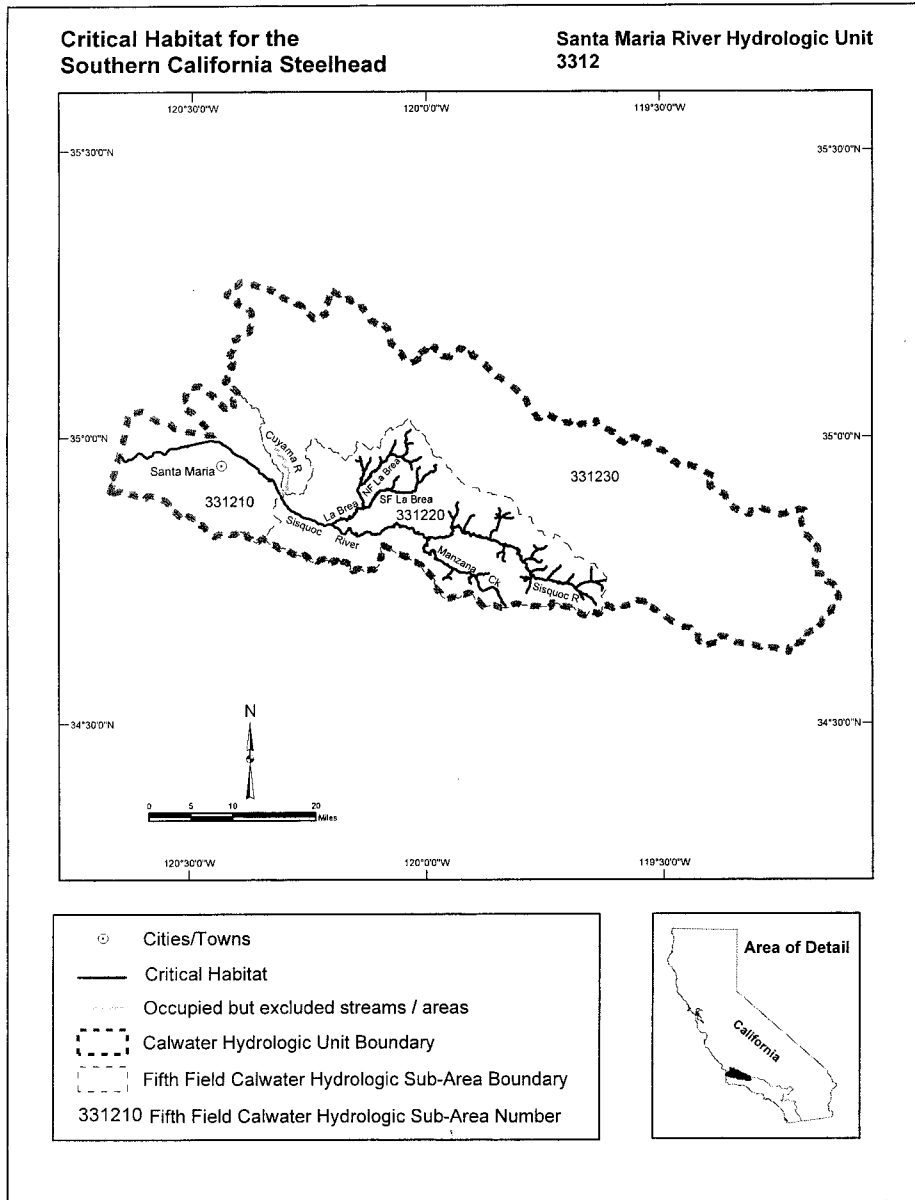 Critical Habitat for the
Southern California Steelhead
Santa Maria River Hydrologic Unit
3312
120°30'0"W
120°0'0"W
119°30'0"W
35°30'0"N
35°30'0"N
35°0'0"N
35°0'0"N
Cuyama R
Santa Maria
331210
La Brea
NF La Brea
SF La Brea
331220
331230
Sisquoc
River
Manzana
Ck
Sisquoc R
34°30'0"N
34°30'0"N
N
0 5 10 20
Miles
120°30'0"W
120°0'0"W
119°30'0"W
Cities/Towns
Critical Habitat
Occupied but excluded streams / areas
Calwater Hydrologic Unit Boundary
Fifth Field Calwater Hydrologic Sub-Area Boundary
331210 Fifth Field Calwater Hydrologic Sub-Area Number
Area of Detail
California